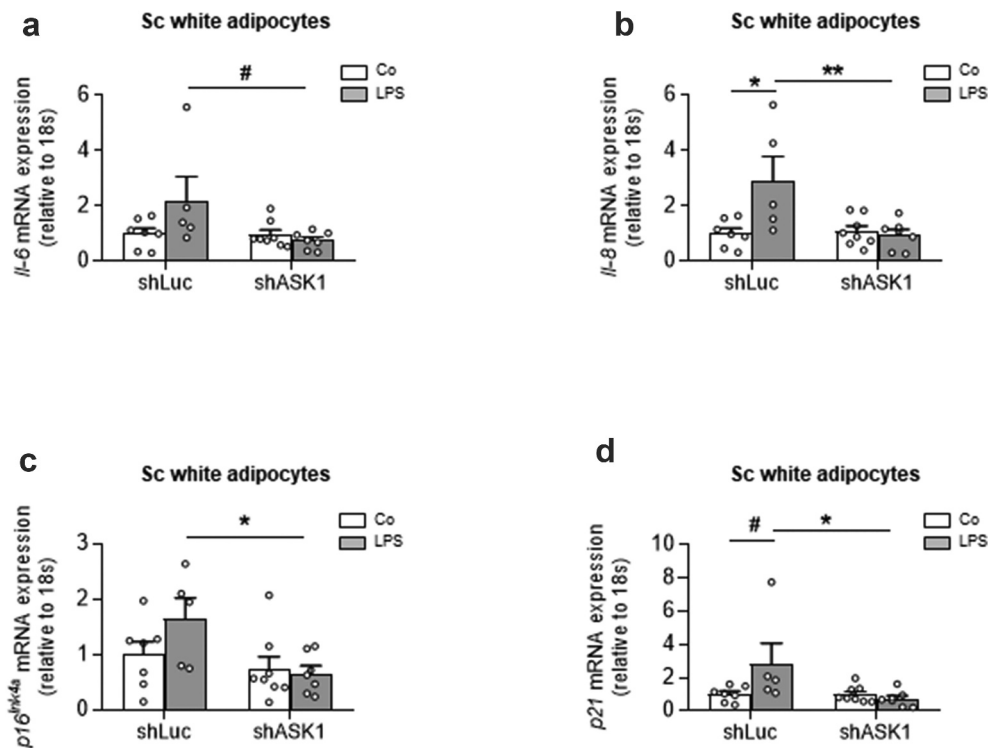 a
Sc white adipocytes
#
Co
LPS
Il-6 mRNA expression
(relative to 18s)
6
4
2
0
shLuc
shASK1
b
Sc white adipocytes
*
**
Co
LPS
Il-8 mRNA expression
(relative to 18s)
6
4
2
0
shLuc
shASK1
c
Sc white adipocytes
*
Co
LPS
p16Ink4a mRNA expression
(relative to 18s)
3
2
1
0
shLuc
shASK1
d
Sc white adipocytes
#
*
Co
LPS
p21 mRNA expression
(relative to 18s)
10
8
6
4
2
0
shLuc
shASK1